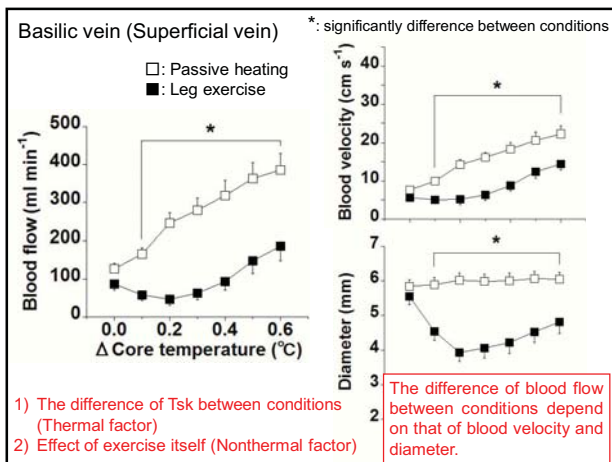 Basilic vein (Superficial vein)
*: significantly difference between conditions
□: Passive heating
■: Leg exercise
*
500
400
300
200
100
0
Blood flow (ml min⁻¹)
0.0 0.2 0.4 0.6
Δ Core temperature (℃)
*
40
30
20
10
5
0
Blood velocity (cm s⁻¹)
*
7
6
5
4
3
2
Diameter (mm)
1) The difference of Tsk between conditions
(Thermal factor)
2) Effect of exercise itself (Nonthermal factor)
The difference of blood flow
between conditions depend
on that of blood velocity and
diameter.